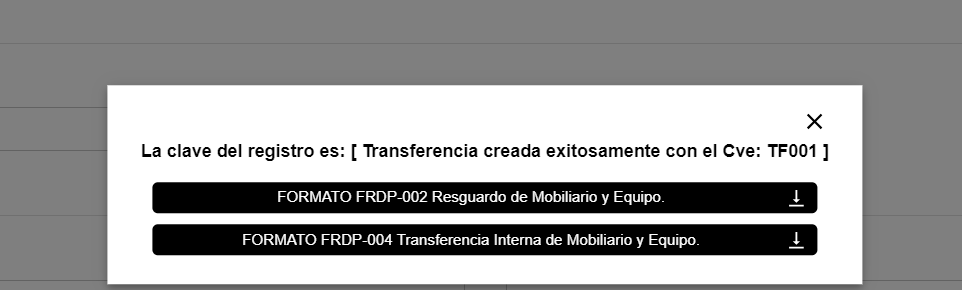 La clave del registro es: [ Transferencia creada exitosamente con el Cve: TF001 ]
FORMATO FRDP-002 Resguardo de Mobiliario y Equipo.
FORMATO FRDP-004 Transferencia Interna de Mobiliario y Equipo.